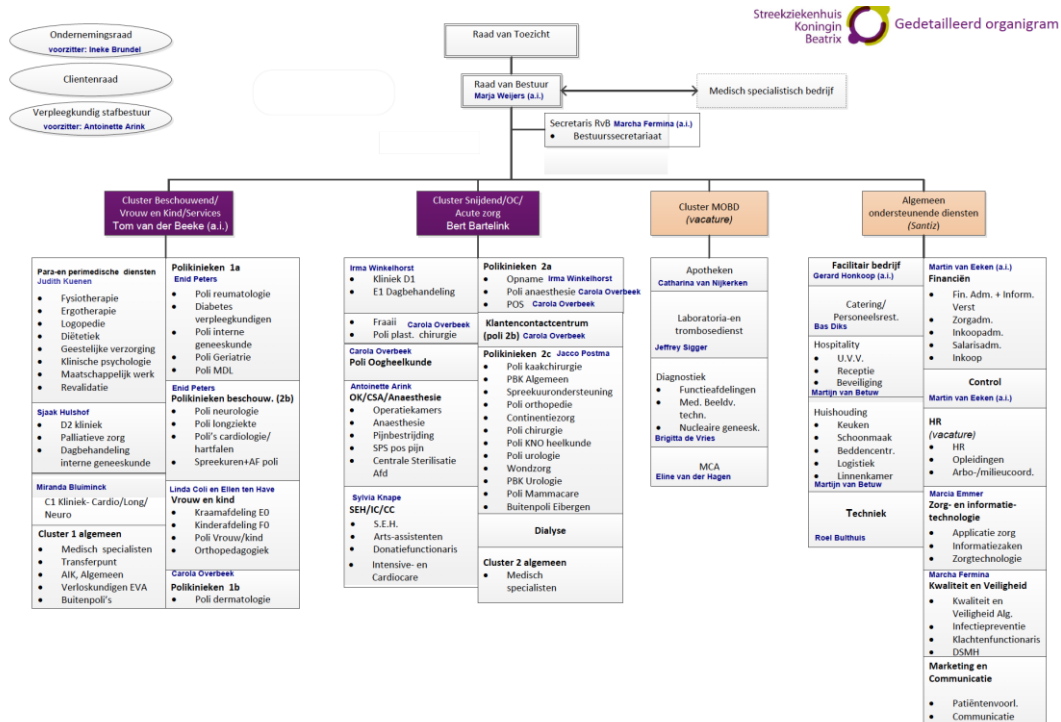 Streekziekenhuis
Koningin
Beatrix
Gedetailleerd organigram
Ondernemingsraad
voorzitter: Ineke Brundel
Clientenraad
Verpleegkundig stafbestuur
voorzitter: Antoinette Arink
Raad van Toezicht
Raad van Bestuur
Marja Weijers (a.i.)
Medisch specialistisch bedrijf
Secretaris RvB Marcha Fermina (a.i.)
• Bestuurssecretariaat
Cluster Beschouwend/
Vrouw en Kind/Services
Tom van der Beeke (a.i.)
Para-en perimedische diensten
Judith Kuenen
• Fysiotherapie
• Ergotherapie
• Logopedie
• Diëtetiek
• Geestelijke verzorging
• Klinische psychologie
• Maatschappelijk werk
• Revalidatie
Sjaak Hulshof
• D2 kliniek
• Palliatieve zorg
• Dagbehandeling
interne geneeskunde
Miranda Bluiminck
C1 Kliniek- Cardio/Long/
Neuro
Cluster 1 algemeen
• Medisch specialisten
• Transferpunt
• AIK, Algemeen
• Verloskundigen EVA
• Buitenpoli's
Polikinieken 1a
Enid Peters
• Poli reumatologie
• Diabetes
verpleegkundigen
• Poli interne
geneeskunde
• Poli Geriatrie
• Poli MDL
Enid Peters
Polikinieken beschouw. (2b)
• Poli neurologie
• Poli longziekte
• Poli's cardiologie/
hartfalen
• Spreekuren+AF poli
Linda Coli en Ellen ten Have
Vrouw en kind
• Kraamafdeling E0
• Kinderafdeling F0
• Poli Vrouw/kind
• Orthopedagogiek
Carola Overbeek
Polikinieken 1b
• Poli dermatologie
Cluster Snijdend/OC/
Acute zorg
Bert Bartelink
Irma Winkelhorst
• Kliniek D1
• E1 Dagbehandeling
• Fraaii Carola Overbeek
• Poli plast. chirurgie
Carola Overbeek
Poli Oogheelkunde
Antoinette Arink
OK/CSA/Anaesthesie
• Operatiekamers
• Anaesthesie
• Pijnbestrijding
• SPS pos pijn
• Centrale Sterilisatie
Afd
Sylvia Knape
SEH/IC/CC
• S.E.H.
• Arts-assistenten
• Donatiefunctionaris
• Intensive- en
Cardiocare
Polikinieken 2a
• Opname Irma Winkelhorst
• Poli anaesthesie Carola Overbeek
• POS Carola Overbeek
Klantencontactcentrum
(poli 2b) Carola Overbeek
Polikinieken 2c Jacco Postma
• Poli kaakchirurgie
• PBK Algemeen
• Spreekuurondersteuning
• Poli orthopedie
• Continentiezorg
• Poli chirurgie
• Poli KNO heelkunde
• Poli urologie
• Wondzorg
• PBK Urologie
• Poli Mammacare
• Buitenpoli Eibergen
Dialyse
Cluster 2 algemeen
• Medisch
specialisten
Cluster MOBD
(vacature)
Apotheken
Catharina van Nijkerken
Laboratoria-en
trombosedienst
Jeffrey Sigger
Diagnostiek
• Functieafdelingen
• Med. Beeldv.
techn.
• Nucleaire geneesk.
Brigitta de Vries
MCA
Eline van der Hagen
Algemeen
ondersteunende diensten
(Santiz)
Facilitair bedrijf
Gerard Honkoop (a.i.)
Catering/
Personeelsrest.
Bas Diks
Hospitality
• U.V.V.
• Receptie
• Beveiliging
Martijn van Betuw
Huishouding
• Keuken
• Schoonmaak
• Beddencentr.
• Logistiek
• Linnenkamer
Martijn van Betuw
Techniek
Roel Bulthuis
Martin van Eeken (a.i.)
Financiën
• Fin. Adm. + Inform.
Verz.
• Zorgadm.
• Inkoopadm.
• Salarisadm.
• Inkoop
Control
Martin van Eeken (a.i.)
HR
(vacature)
• HR
• Opleidingen
• Arbo-/milieucoord.
Marcia Emmer
Zorg- en informatie-
technologie
• Applicatie zorg
• Informatiezaken
• Zorgtechnologie
Marcha Fermina
Kwaliteit en Veiligheid
• Kwaliteit en
Veiligheid Alg.
• Infectiepreventie
• Klachtenfunctionaris
• DSMH
Marketing en
Communicatie
• Patiëntenvoorl.
• Communicatie